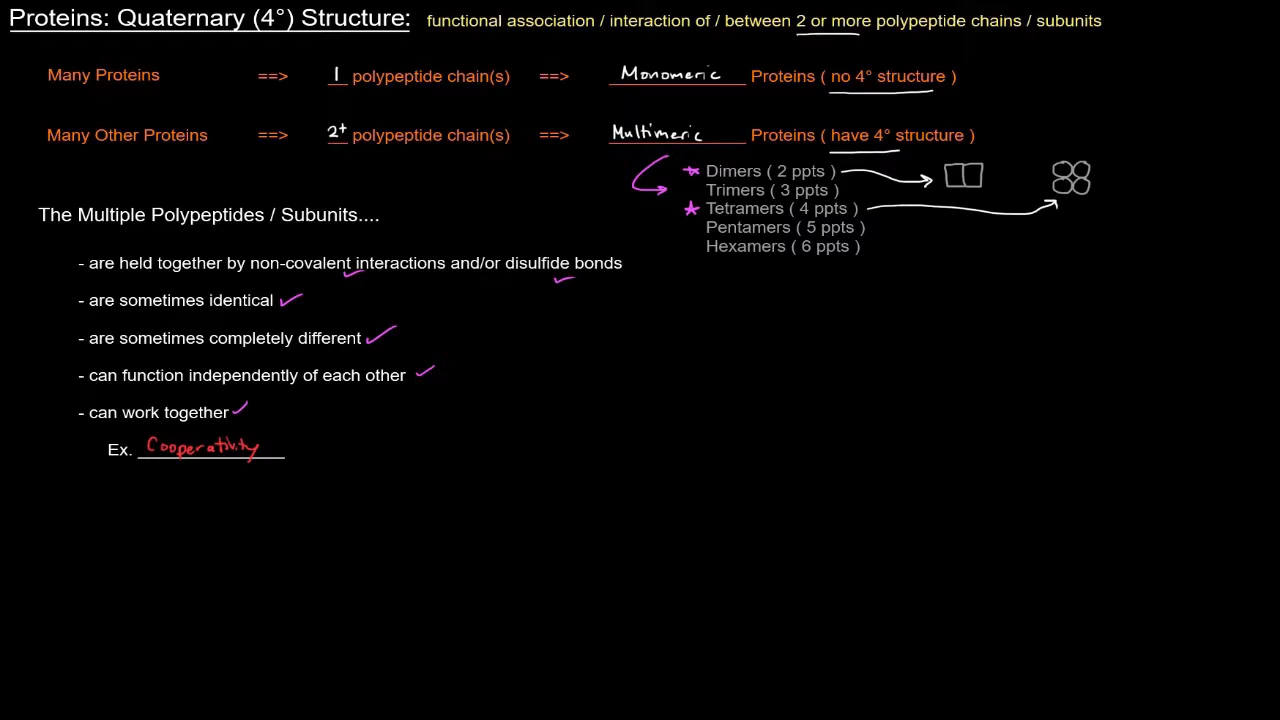 Proteins: Quaternary (4°) Structure: functional association / interaction of / between 2 or more polypeptide chains / subunits
Many Proteins ==> 1 polypeptide chain(s) ==> Monomeric Proteins ( no 4° structure )
Many Other Proteins ==> 2+ polypeptide chain(s) ==> Multimeric Proteins ( have 4° structure )
Dimers ( 2 ppts )
Trimers ( 3 ppts )
Tetramers ( 4 ppts )
Pentamers ( 5 ppts )
Hexamers ( 6 ppts )
The Multiple Polypeptides / Subunits....
- are held together by non-covalent interactions and/or disulfide bonds
- are sometimes identical
- are sometimes completely different
- can function independently of each other
- can work together
Ex. Cooperativity